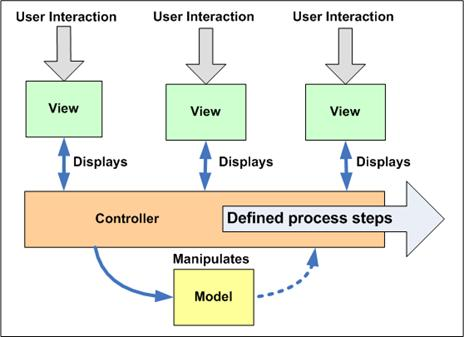 User Interaction
User Interaction
User Interaction
View
View
View
Displays
Displays
Displays
Controller
Defined process steps
Manipulates
Model